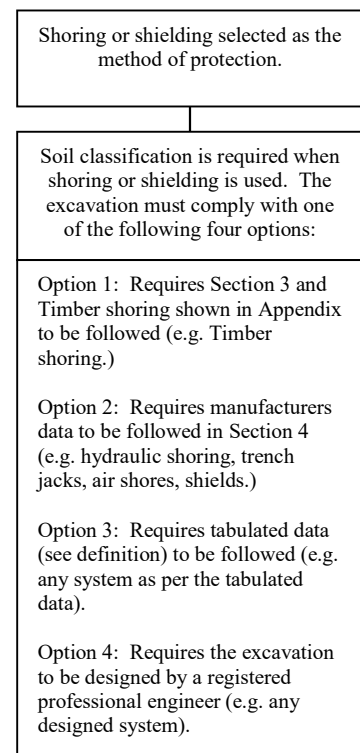 Shoring or shielding selected as the
method of protection.
Soil classification is required when
shoring or shielding is used.  The
excavation must comply with one
of the following four options:
Option 1:  Requires Section 3 and
Timber shoring shown in Appendix
to be followed (e.g. Timber
shoring.)
Option 2:  Requires manufacturers
data to be followed in Section 4
(e.g. hydraulic shoring, trench
jacks, air shores, shields.)
Option 3:  Requires tabulated data
(see definition) to be followed (e.g.
any system as per the tabulated
data).
Option 4:  Requires the excavation
to be designed by a registered
professional engineer (e.g. any
designed system).